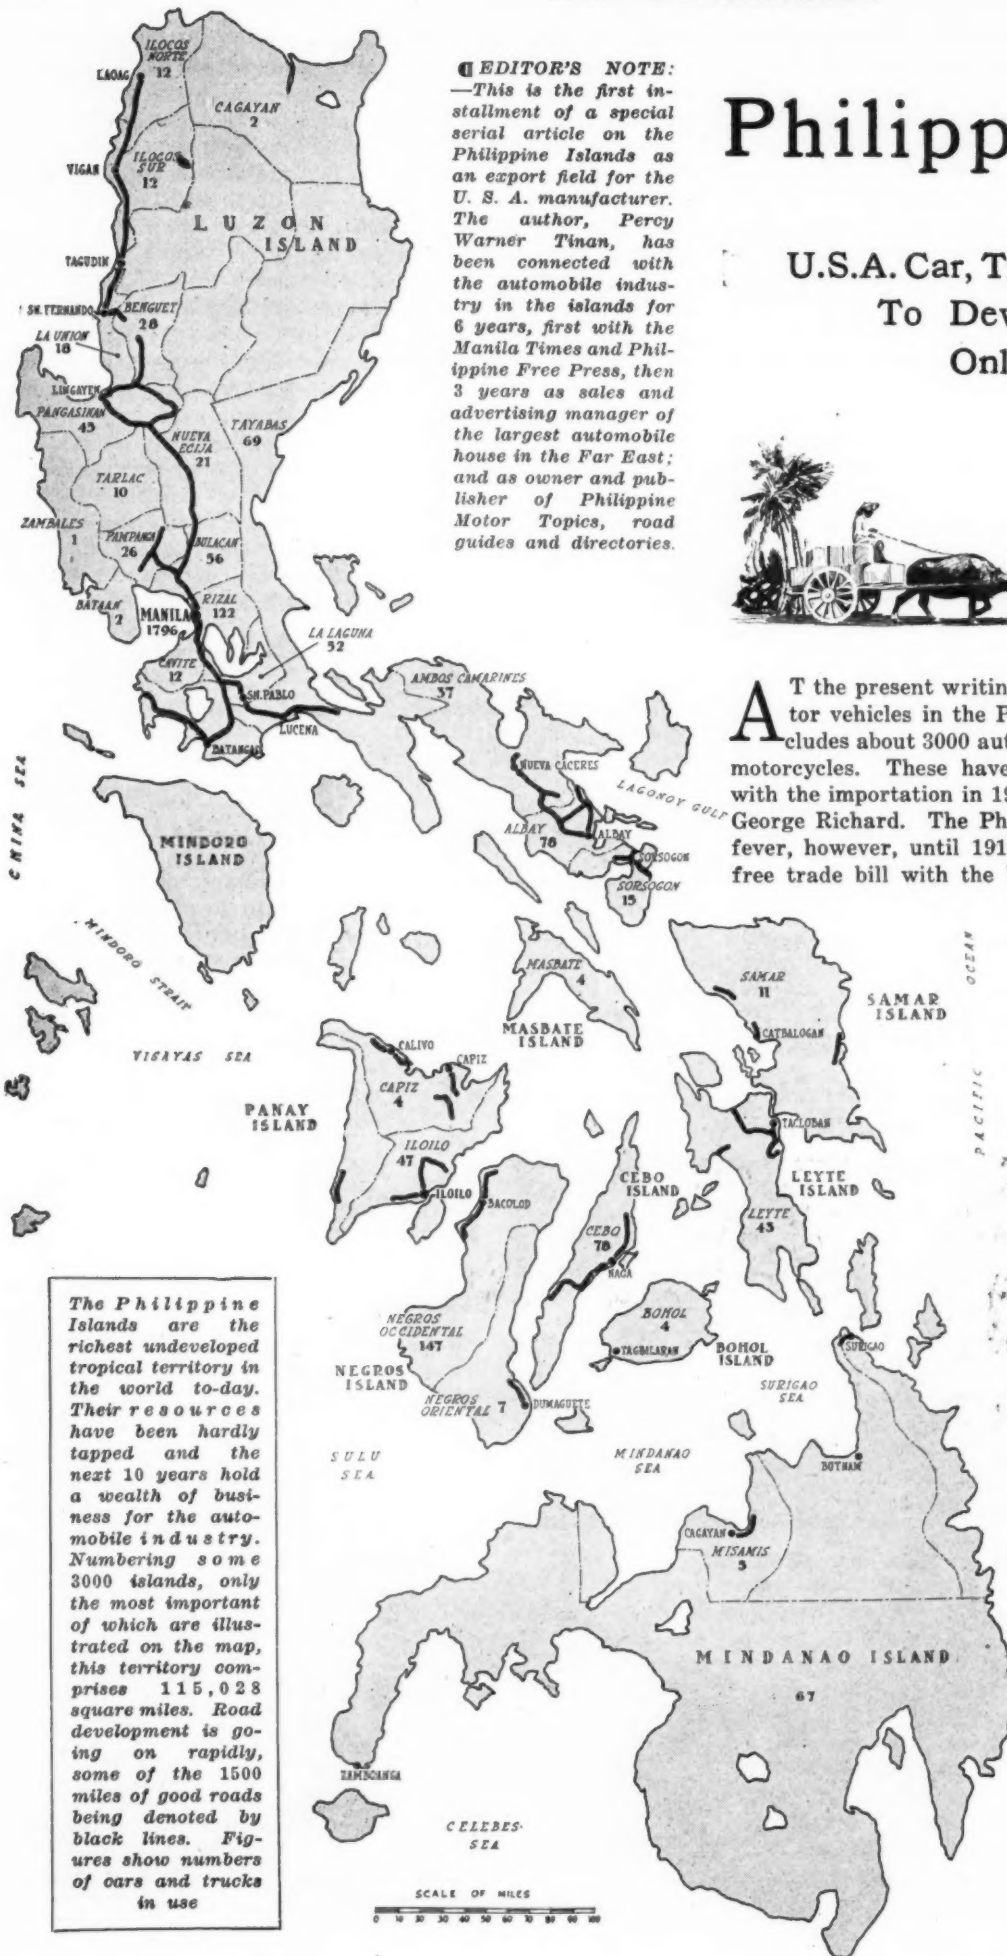 ¶ EDITOR'S NOTE:
—This is the first in-
stallment of a special
serial article on the
Philippine Islands as
an export field for the
U. S. A. manufacturer.
The author, Percy
Warner Tinan, has
been connected with
the automobile indus-
try in the islands for
6 years, first with the
Manila Times and Phil-
ippine Free Press, then
3 years as sales and
advertising manager of
the largest automobile
house in the Far East;
and as owner and pub-
lisher of Philippine
Motor Topics, road
guides and directories.
Philipp
U.S.A. Car, T
To Dev
Onl
AT the present writin
tor vehicles in the P
cludes about 3000 aut
motorcycles. These have
with the importation in 19
George Richard. The Ph
fever, however, until 191
free trade bill with the
ILOCOS
NORTE
12
LAOAG
CAGAYAN
2
VIGAN
ILOCOS
SUR
12
LUZON
ISLAND
TAGUDIN
SN. FERNANDO
BENGUET
28
LA UNION
18
LINGAYEN
PANGASINAN
45
NUEVA
ECIJA
21
TAYABAS
69
TARLAC
10
ZAMBALES
1
PAMPANGA
26
BULACAN
56
BATAAN
2
MANILA
1796
RIZAL
122
LA LAGUNA
52
CAVITE
12
SN. PABLO
LUCENA
BATANGAS
AMBOS CAMARINES
37
NUEVA CACERES
LAGONOY GULF
ALBAY
78
ALBAY
SORSOGON
SORSOGON
15
CHINA SEA
MINDORO
ISLAND
MINDORO STRAIT
MASBATE
4
MASBATE
ISLAND
SAMAR
11
SAMAR
ISLAND
CATBALOGAN
PACIFIC OCEAN
VISAYAS SEA
CALIVO
CAPIZ
CAPIZ
4
PANAY
ISLAND
ILOILO
47
ILOILO
BACOLOD
TACLOBAN
CEBO
ISLAND
LEYTE
ISLAND
CEBO
78
LEYTE
43
NAGA
NEGROS
OCCIDENTAL
147
BOHOL
4
TAGBILARAN
BOHOL
ISLAND
NEGROS
ISLAND
NEGROS
ORIENTAL 7
DUMAGUETE
SURIGAO
SURIGAO
SEA
SULU
SEA
MINDANAO
SEA
BUTNAM
CAGAYAN
MISAMIS
5
MINDANAO ISLAND
67
ZAMBOANGA
CELEBES
SEA
SCALE OF MILES
0 10 20 30 40 50 60 70 80 90 100
The Philippine
Islands are the
richest undeveloped
tropical territory in
the world to-day.
Their resources
have been hardly
tapped and the
next 10 years hold
a wealth of busi-
ness for the auto-
mobile industry.
Numbering some
3000 islands, only
the most important
of which are illus-
trated on the map,
this territory com-
prises 115,028
square miles. Road
development is go-
ing on rapidly,
some of the 1500
miles of good roads
being denoted by
black lines. Fig-
ures show numbers
of cars and trucks
in use